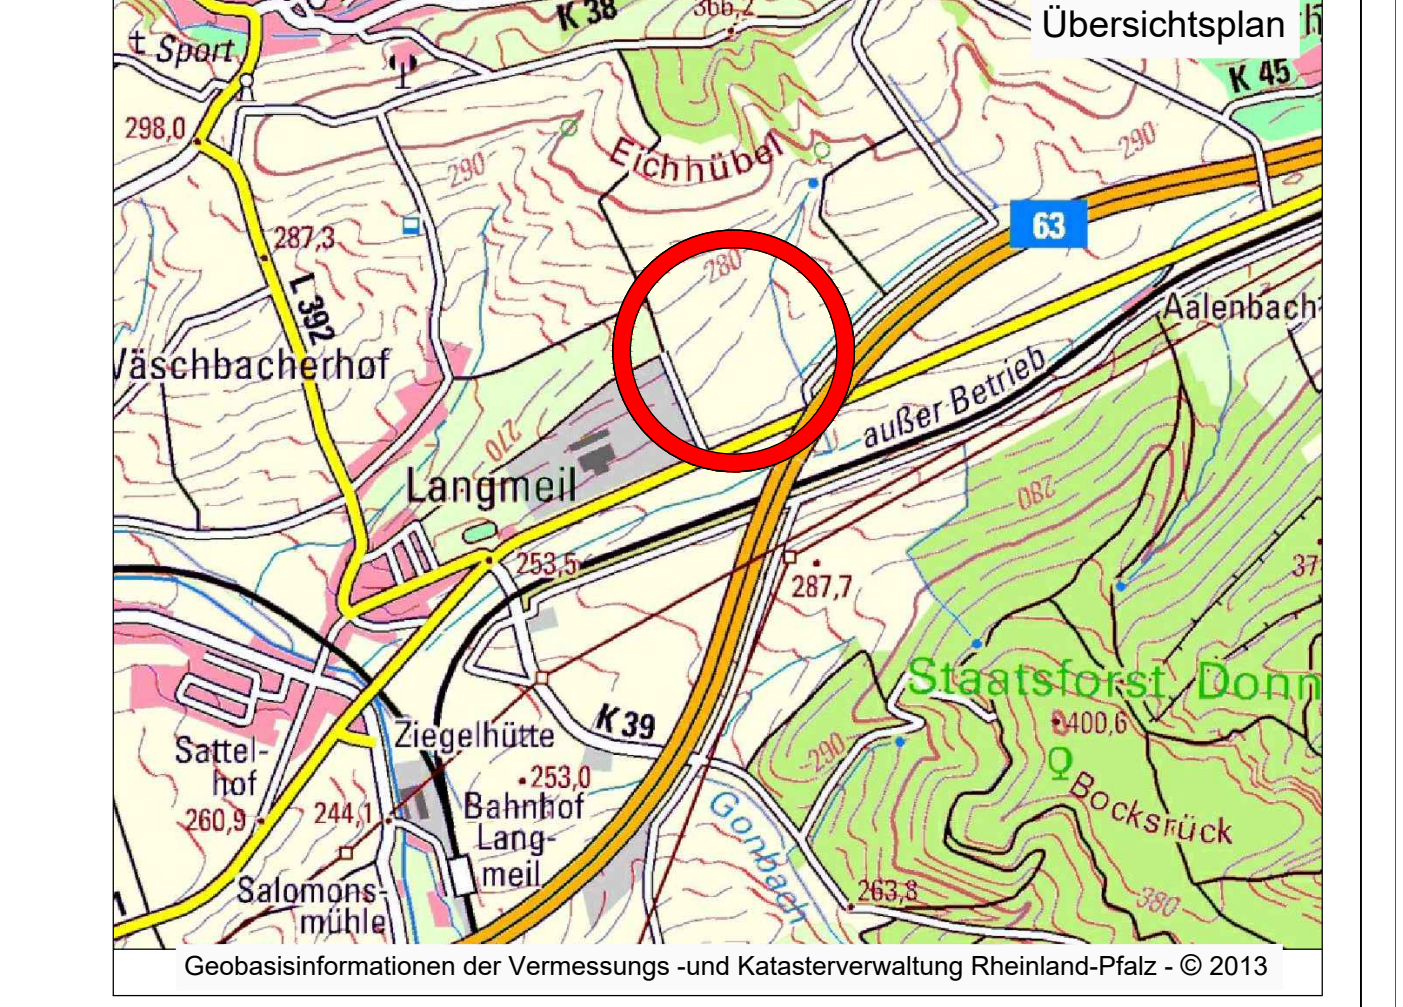 K 38
366,2
Übersichtsplan
Sport
K 45
298,0
Eichhübel
290
290
287,3
63
280
L 392
Aalenbach
Wäschbacherhof
außer Betrieb
270
Langmeil
280
253,5
287,7
37
Staatsforst Donn
400,6
K 39
Ziegelhütte
290
Sattel-
hof
253,0
Bocksrück
260,9
244,1
Bahnhof
Lang-
meil
Gonbach
Salomons-
mühle
263,8
380
Geobasisinformationen der Vermessungs -und Katasterverwaltung Rheinland-Pfalz - © 2013